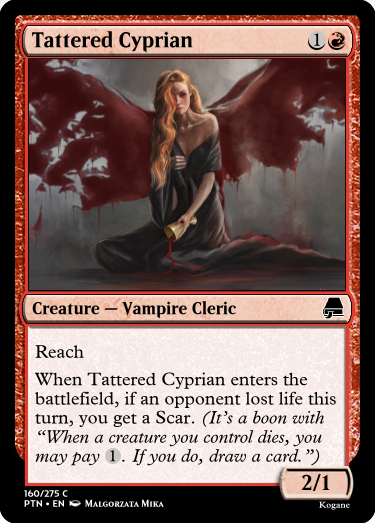 Tattered Cyprian 1
Creature — Vampire Cleric
Reach
When Tattered Cyprian enters the
battlefield, if an opponent lost life this
turn, you get a Scar. (It's a boon with
"When a creature you control dies, you
may pay 1. If you do, draw a card.")
2/1
160/275 C
PTN • EN Malgorzata Mika
Kogane